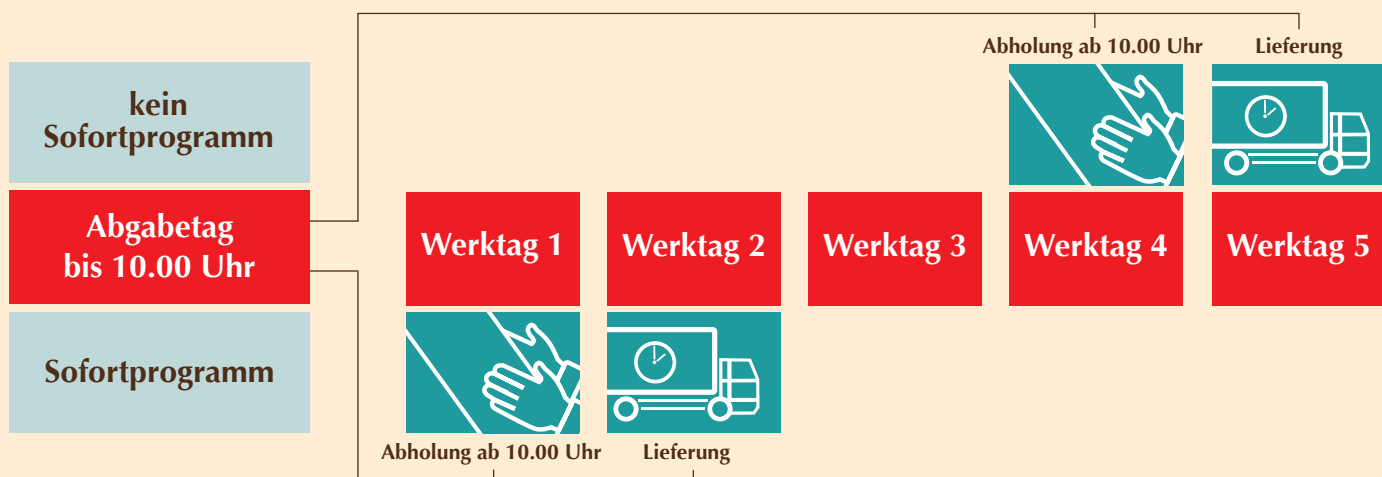 Abholung ab 10.00 Uhr Lieferung
kein
Sofortprogramm
Abgabetag
bis 10.00 Uhr
Werktag 1 Werktag 2 Werktag 3 Werktag 4 Werktag 5
Sofortprogramm
Abholung ab 10.00 Uhr Lieferung